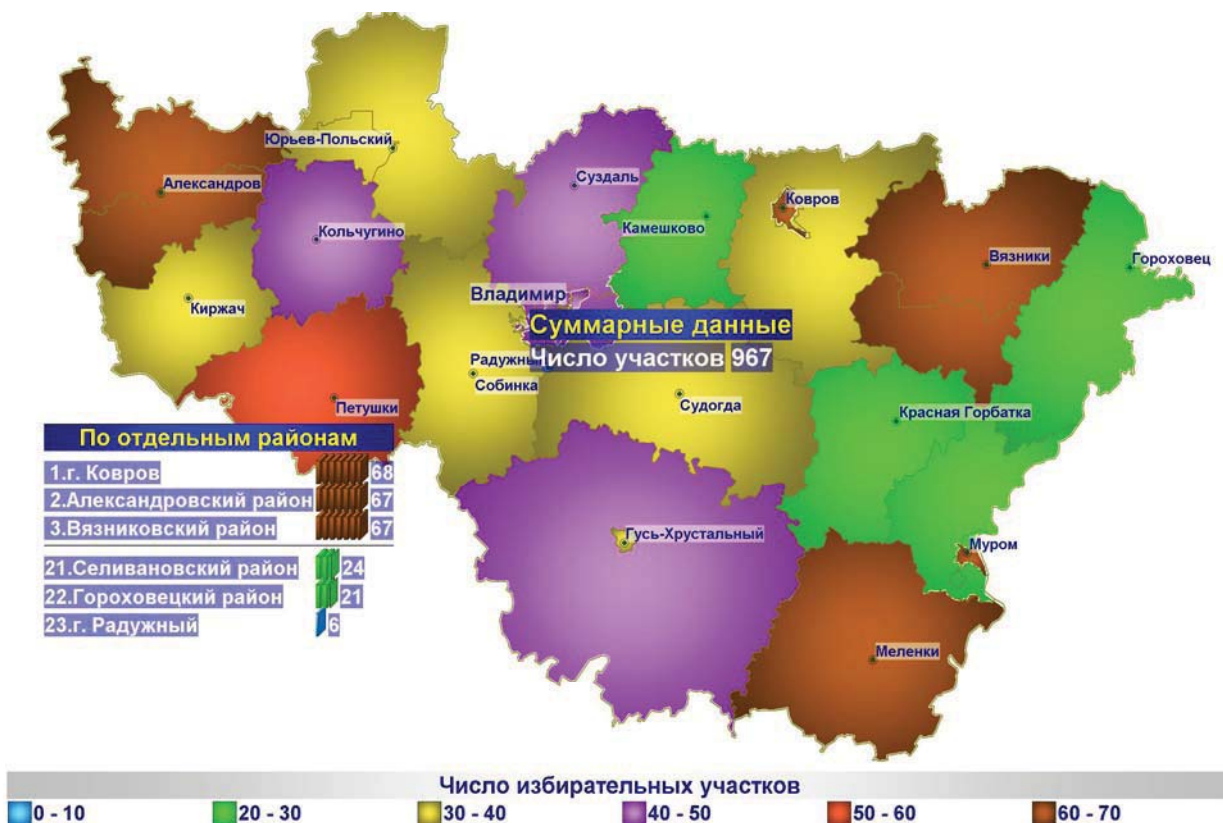 Юрьев-Польский
Александров
Кольчугино
Киржач
Суздаль
Камешково
Ковров
Вязники
Гороховец
Владимир
Суммарные данные
Число участков 967
Собинка
Судогда
Петушки
Красная Горбатка
По отдельным районам
1.г. Ковров 68
2.Александровский район 67
3.Вязниковский район 67
21.Селивановский район 24
22.Гороховецкий район 21
23.г. Радужный 6
Гусь-Хрустальный
Муром
Меленки
Число избирательных участков
0 - 10 20 - 30 30 - 40 40 - 50 50 - 60 60 - 70